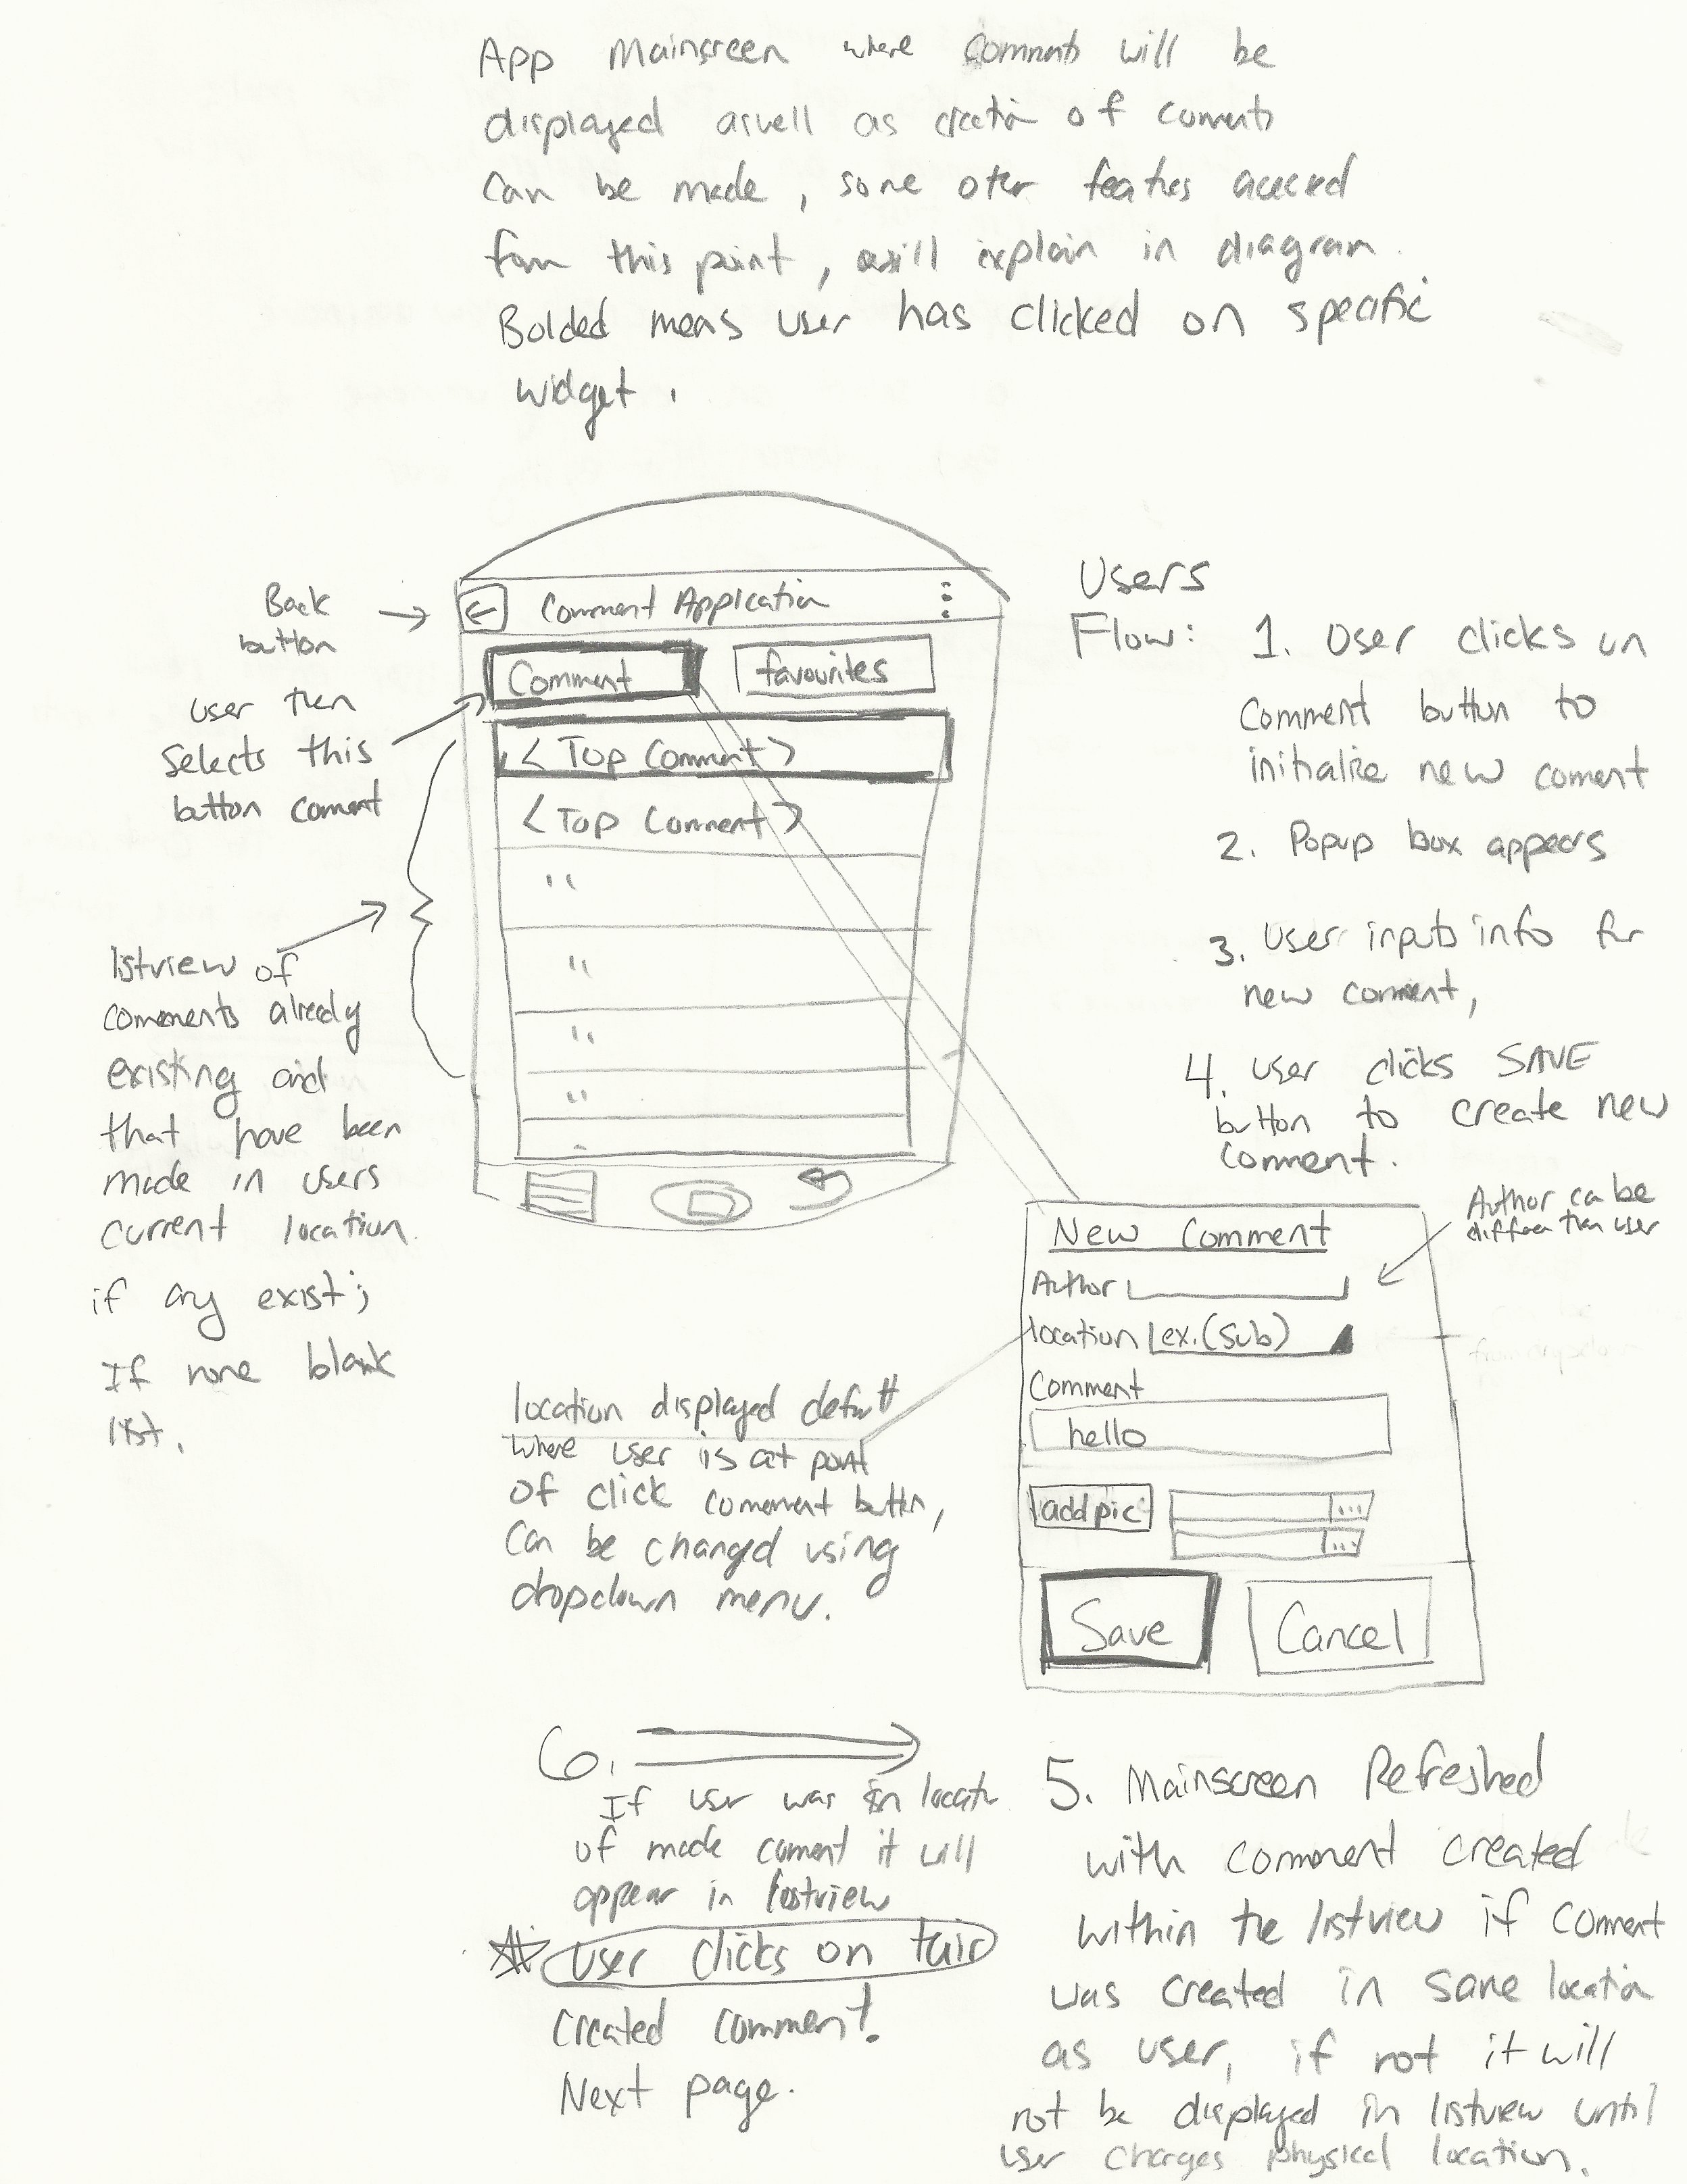 App Mainscreen where comments will be
displayed aswell as creation of comments
can be made, some other features accessed
from this point, will explain in diagram.
Bolded means user has clicked on specific
widget.
Back
button
Comment Application
Comment
favourites
user then
selects this
button comment
<Top Comment>
<Top Comment>
"
"
"
"
listview of
comments already
existing and
that have been
made in users
current location
if any exist;
If none blank
list.
Users
Flow: 1. User clicks on
comment button to
initialize new coment
2. Popup box appears
3. User inputs info for
new comment,
4. user clicks SAVE
button to create new
comment.
Author can be
different than user
New Comment
Author
location ex.(Sub)
Comment
hello
add pic
...
...
Save
Cancel
location displayed default
where user is at point
of click comment button,
Can be changed using
dropdown menu.
5. Mainscreen Refreshed
with comment created
within the listview if comment
was created in same location
as user, if not it will
not be displayed in listview until
user changes physical location.
6.
If user was in locatn
of made coment it will
appear in listview
User clicks on their
created comment.
Next page.